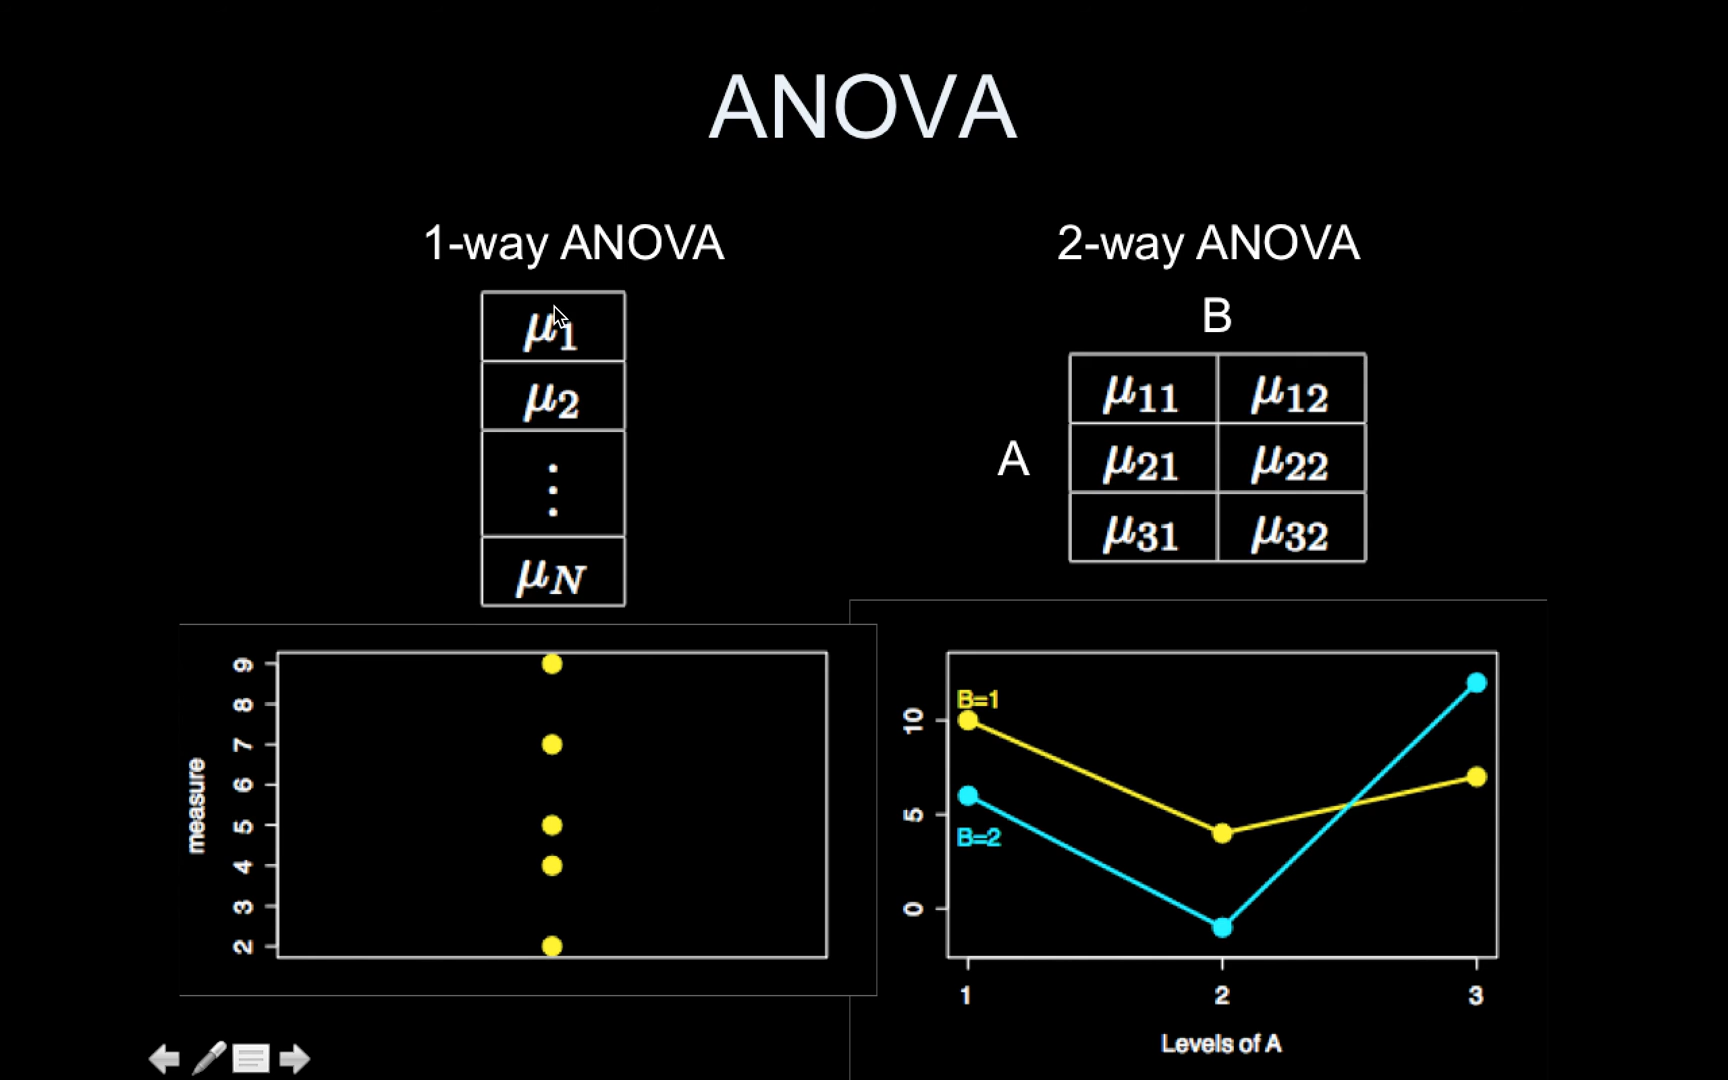 ANOVA
1-way ANOVA
μ1
μ2
⋮
μN
measure
9
8
7
6
5
4
3
2
2-way ANOVA
B
A
μ11 μ12
μ21 μ22
μ31 μ32
B=1
B=2
10
5
0
1 2 3
Levels of A